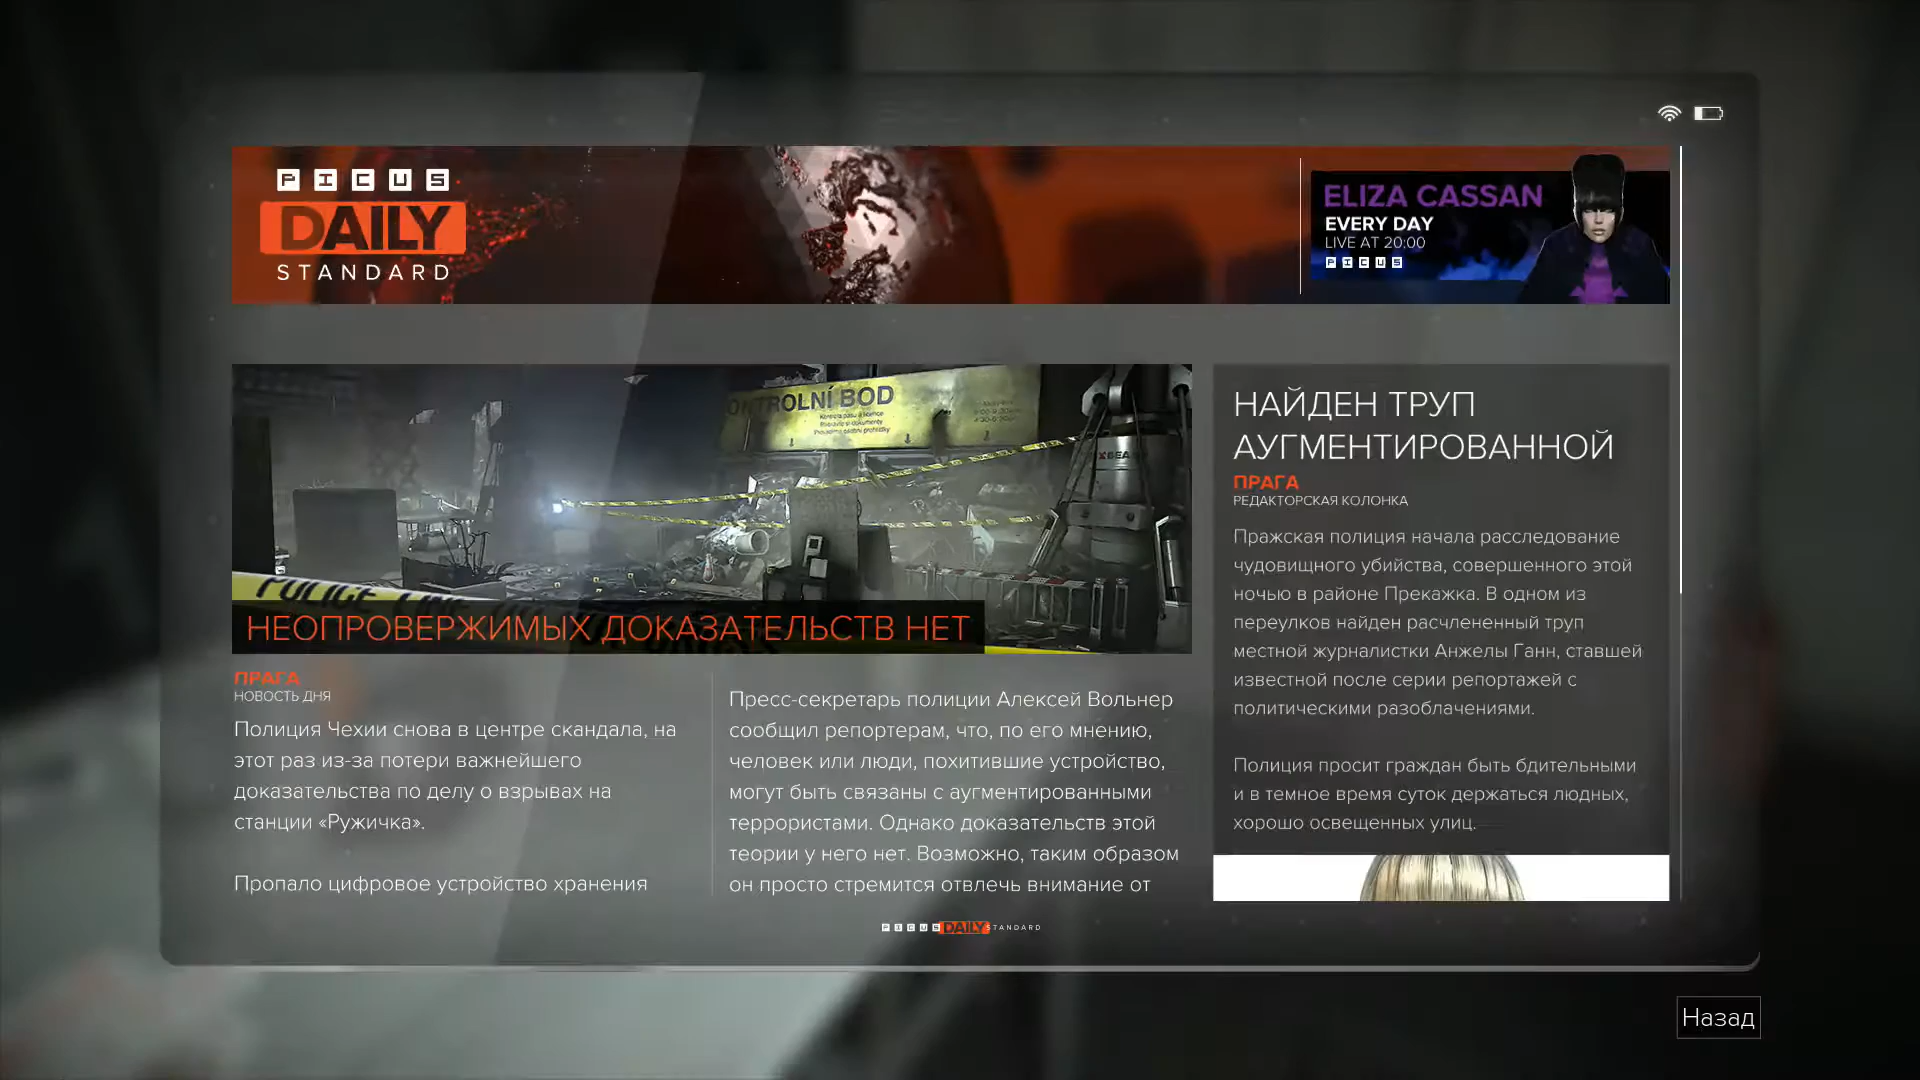 PICUS
DAILY
STANDARD
ELIZA CASSAN
EVERY DAY
LIVE AT 20:00
PICUS
KONTROLNÍ BOD
POLICE LINE
НЕОПРОВЕРЖИМЫХ ДОКАЗАТЕЛЬСТВ НЕТ
ПРАГА
НОВОСТЬ ДНЯ
Полиция Чехии снова в центре скандала, на
этот раз из-за потери важнейшего
доказательства по делу о взрывах на
станции «Ружичка».
Пропало цифровое устройство хранения
Пресс-секретарь полиции Алексей Вольнер
сообщил репортерам, что, по его мнению,
человек или люди, похитившие устройство,
могут быть связаны с аугментированными
террористами. Однако доказательств этой
теории у него нет. Возможно, таким образом
он просто стремится отвлечь внимание от
НАЙДЕН ТРУП
АУГМЕНТИРОВАННОЙ
ПРАГА
РЕДАКТОРСКАЯ КОЛОНКА
Пражская полиция начала расследование
чудовищного убийства, совершенного этой
ночью в районе Прекажка. В одном из
переулков найден расчлененный труп
местной журналистки Анжелы Ганн, ставшей
известной после серии репортажей с
политическими разоблачениями.
Полиция просит граждан быть бдительными
и в темное время суток держаться людных,
хорошо освещенных улиц.
PICUS DAILY STANDARD
Назад